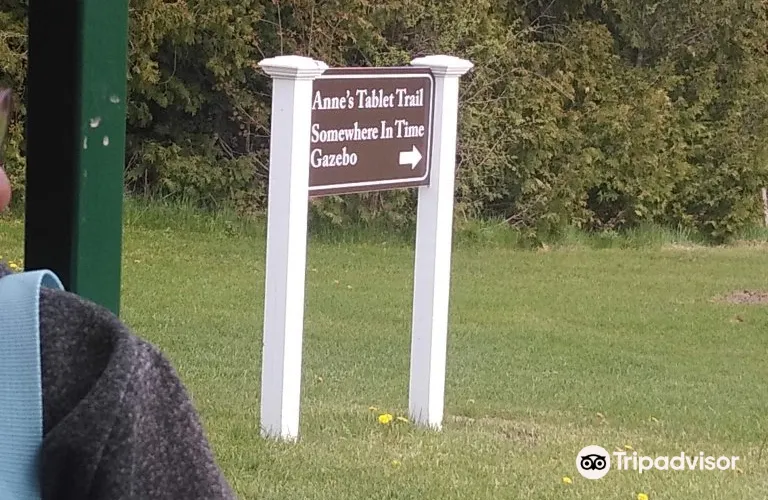 Anne's Tablet Trail
Somewhere In Time
Gazebo
Tripadvisor